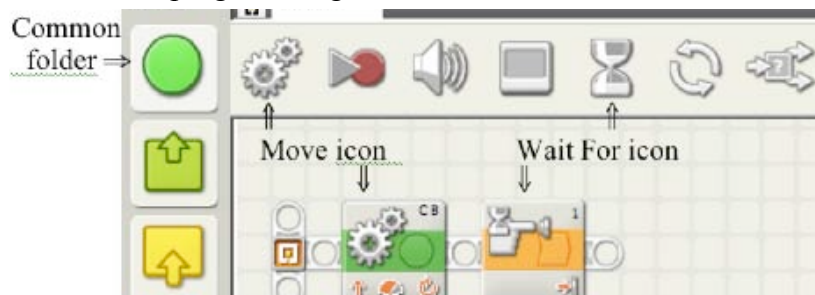 Common
folder ⇒
⇑ ⇑
Move icon Wait For icon
⇓ ⇓
C B 1